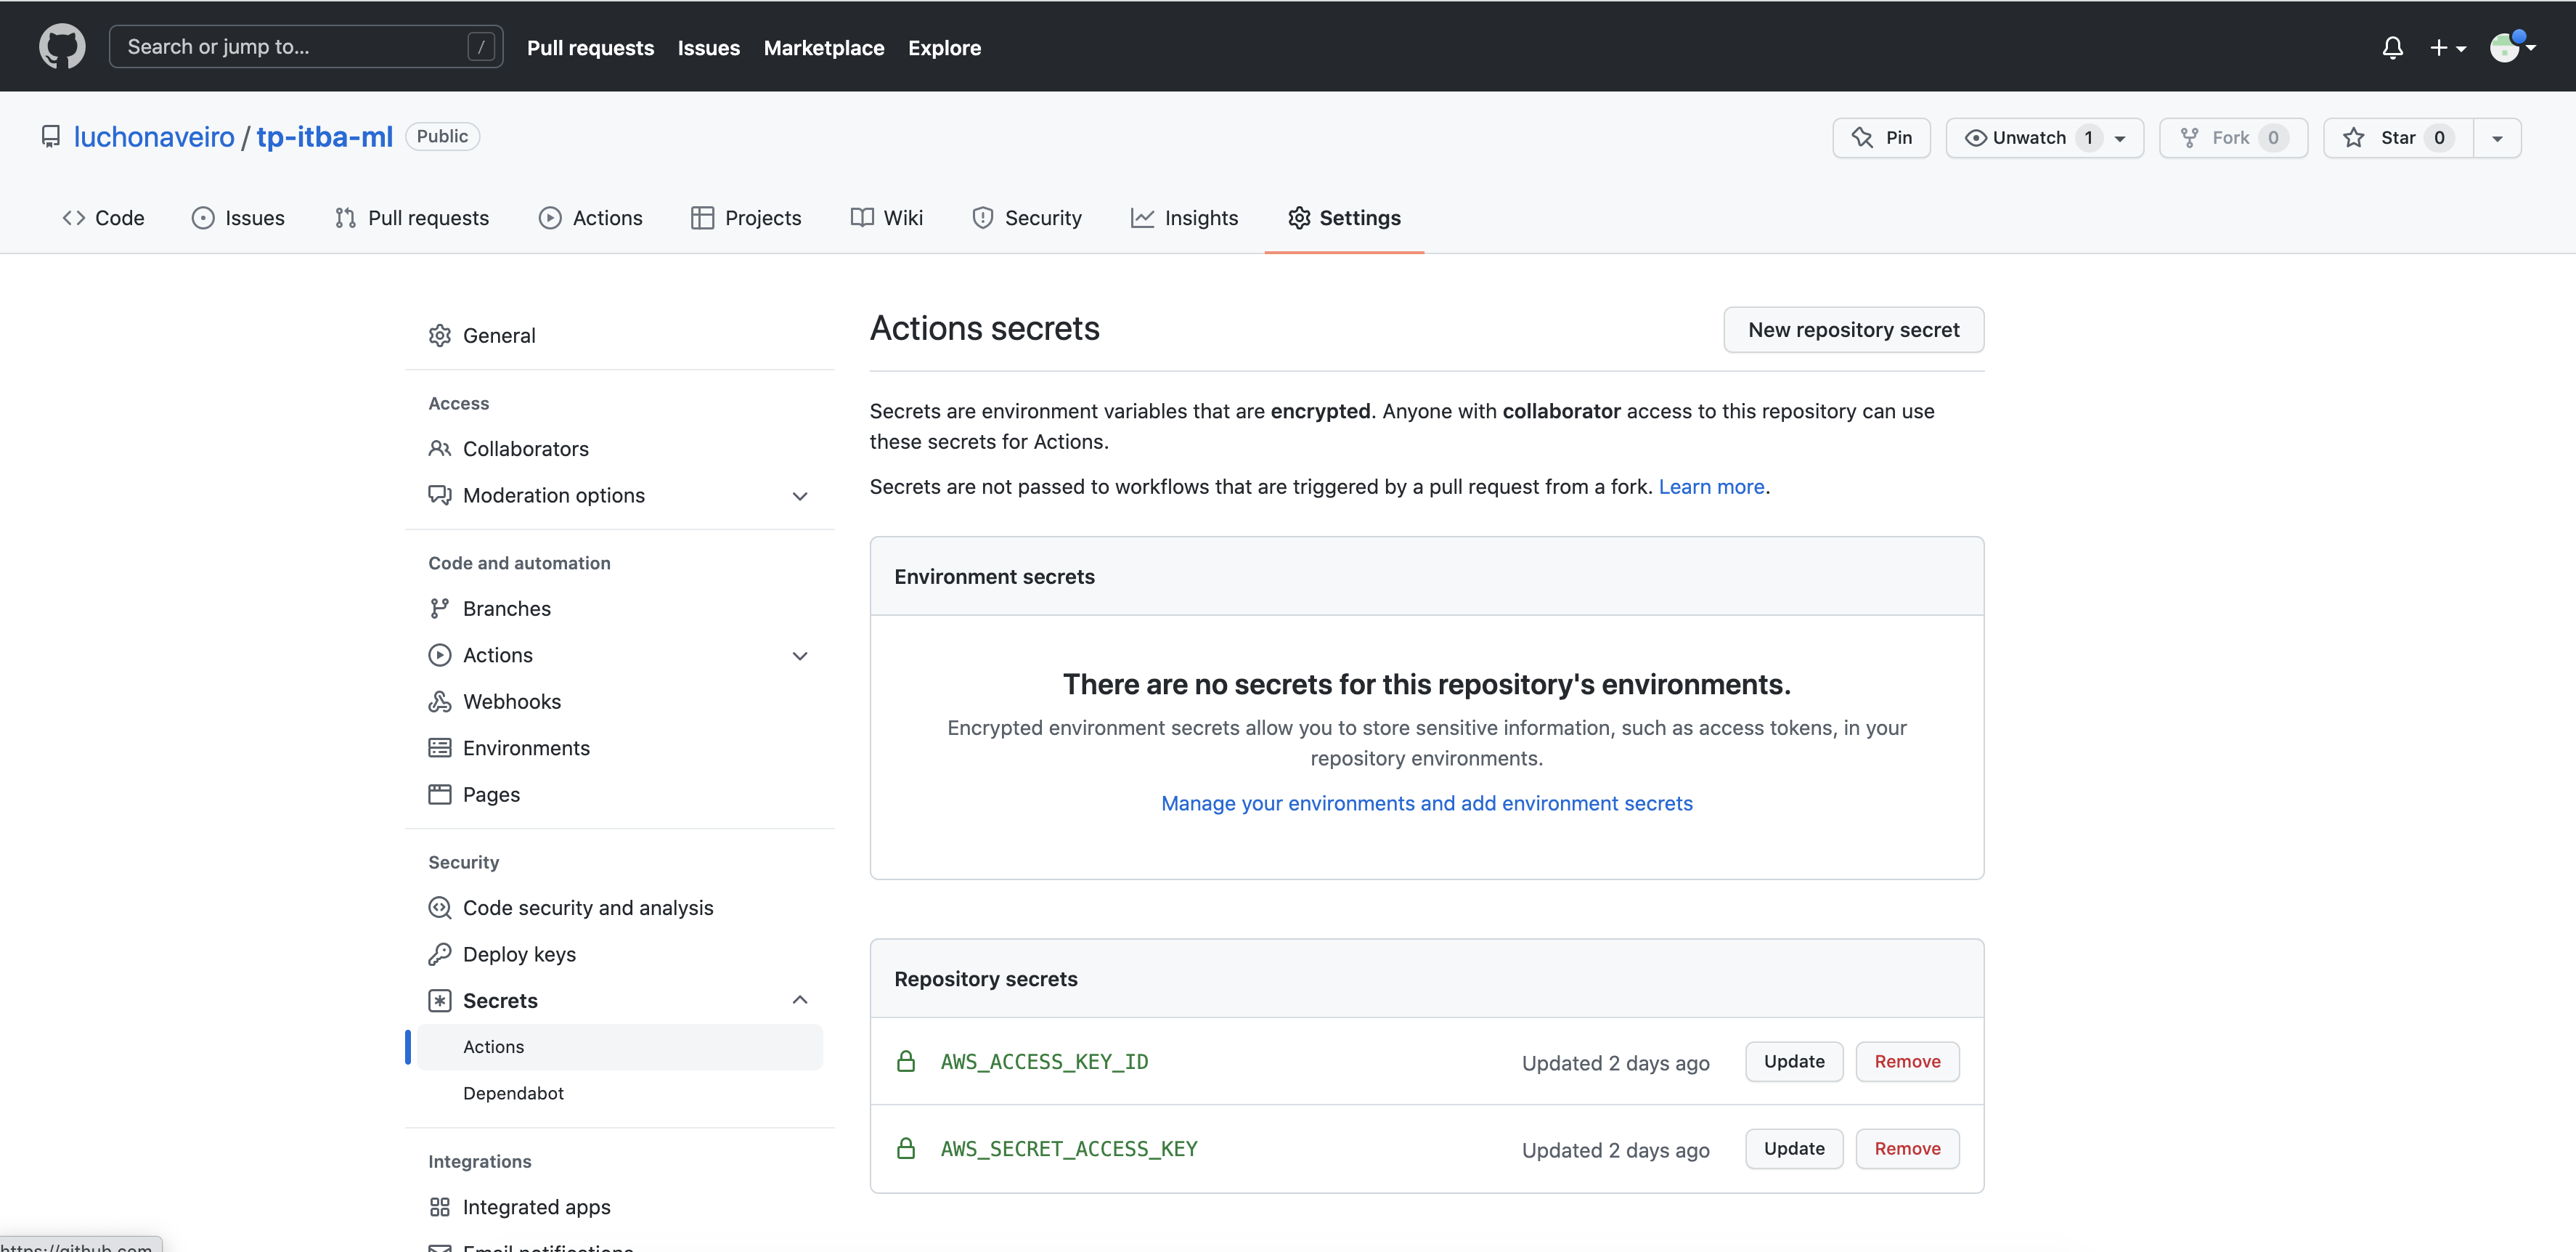 Search or jump to... /
Pull requests Issues Marketplace Explore
luchonaveiro / tp-itba-ml Public
Pin Unwatch 1 Fork 0 Star 0
Code Issues Pull requests Actions Projects Wiki Security Insights Settings
General
Access
Collaborators
Moderation options
Code and automation
Branches
Actions
Webhooks
Environments
Pages
Security
Code security and analysis
Deploy keys
Secrets
Actions
Dependabot
Integrations
Integrated apps
Email notifications
https://github.com
Actions secrets
New repository secret
Secrets are environment variables that are encrypted. Anyone with collaborator access to this repository can use
these secrets for Actions.
Secrets are not passed to workflows that are triggered by a pull request from a fork. Learn more.
Environment secrets
There are no secrets for this repository's environments.
Encrypted environment secrets allow you to store sensitive information, such as access tokens, in your
repository environments.
Manage your environments and add environment secrets
Repository secrets
AWS_ACCESS_KEY_ID Updated 2 days ago Update Remove
AWS_SECRET_ACCESS_KEY Updated 2 days ago Update Remove